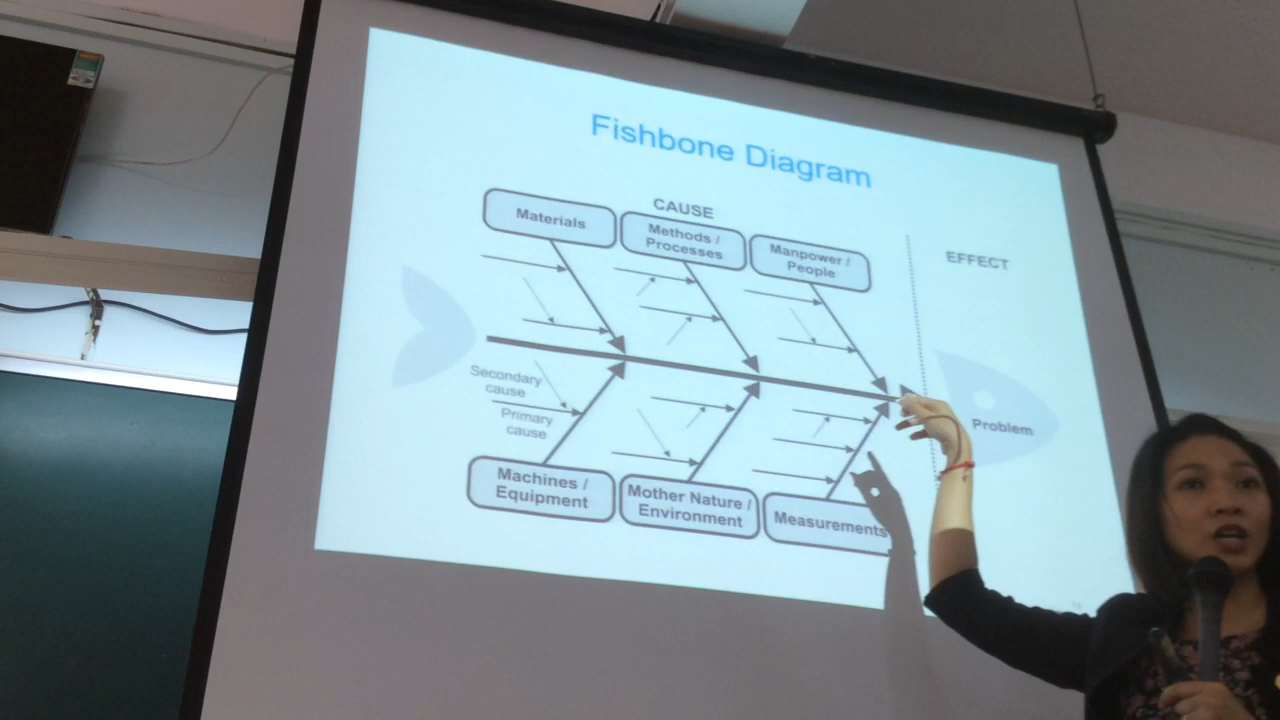 Fishbone Diagram
CAUSE
EFFECT
Materials
Methods /
Processes
Manpower /
People
Secondary
cause
Primary
cause
Problem
Machines /
Equipment
Mother Nature /
Environment
Measurements